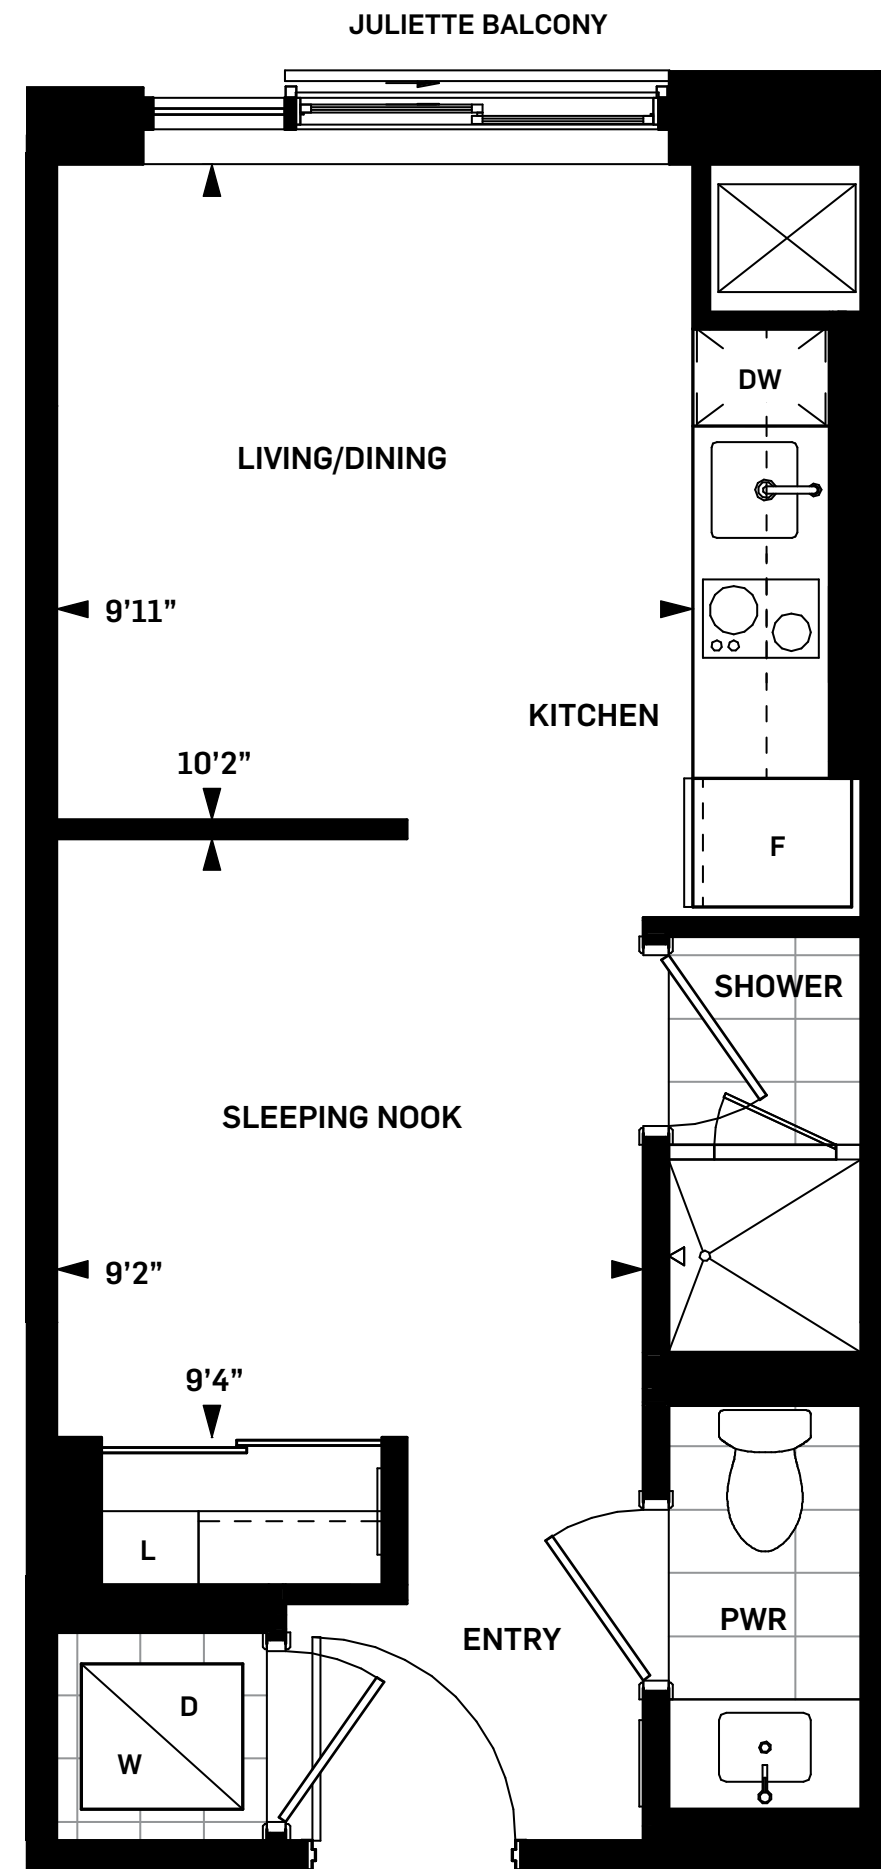 JULIETTE BALCONY
DW
LIVING/DINING
9’11”
KITCHEN
10’2”
F
SHOWER
SLEEPING NOOK
9’2”
9’4”
L
ENTRY
PWR
D
W